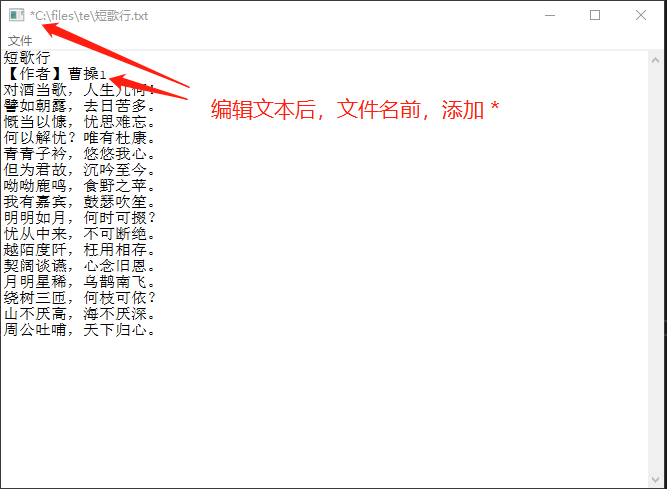 *C:\files\te\短歌行.txt
文件
短歌行
【作者】曹操1
对酒当歌，人生几何！
编辑文本后，文件名前，添加 *
譬如朝露，去日苦多。
慨当以慷，忧思难忘。
何以解忧？唯有杜康。
青青子衿，悠悠我心。
但为君故，沉吟至今。
呦呦鹿鸣，食野之苹。
我有嘉宾，鼓瑟吹笙。
明明如月，何时可掇？
忧从中来，不可断绝。
越陌度阡，枉用相存。
契阔谈讌，心念旧恩。
月明星稀，乌鹊南飞。
绕树三匝，何枝可依？
山不厌高，海不厌深。
周公吐哺，天下归心。